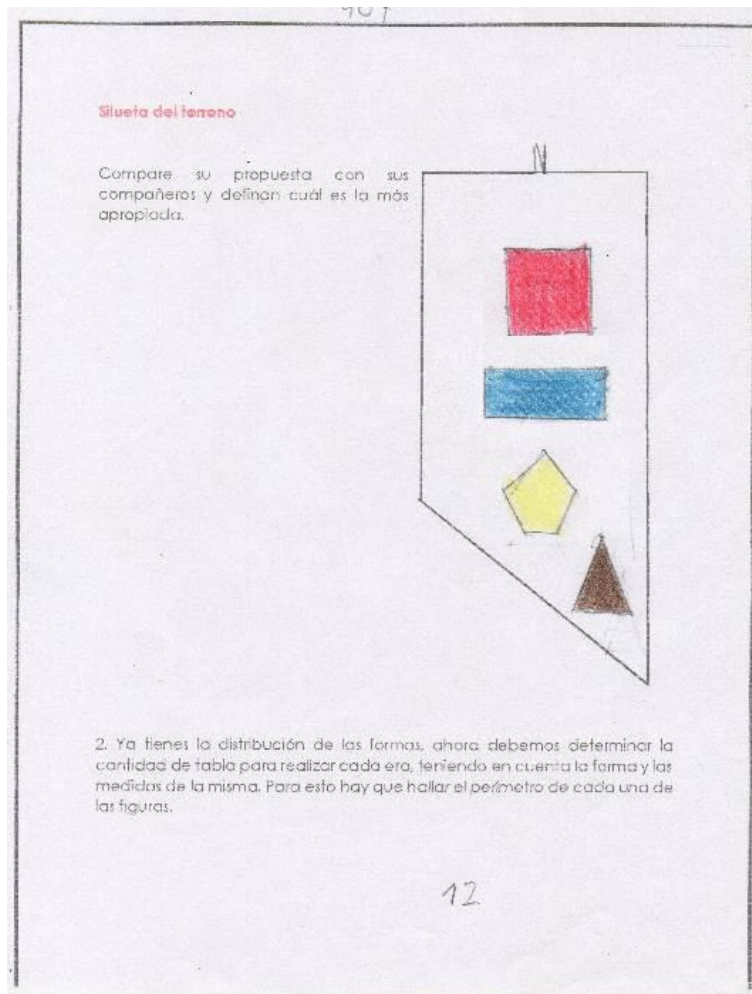 Silueta del terreno
Compare su propuesta con sus
compañeros y definan cuál es la más
apropiada.
N
2. Ya tienes la distribución de las formas, ahora debemos determinar la
cantidad de tabla para realizar cada era, teniendo en cuenta la forma y las
medidas de la misma. Para esto hay que hallar el perímetro de cada una de
las figuras.
12